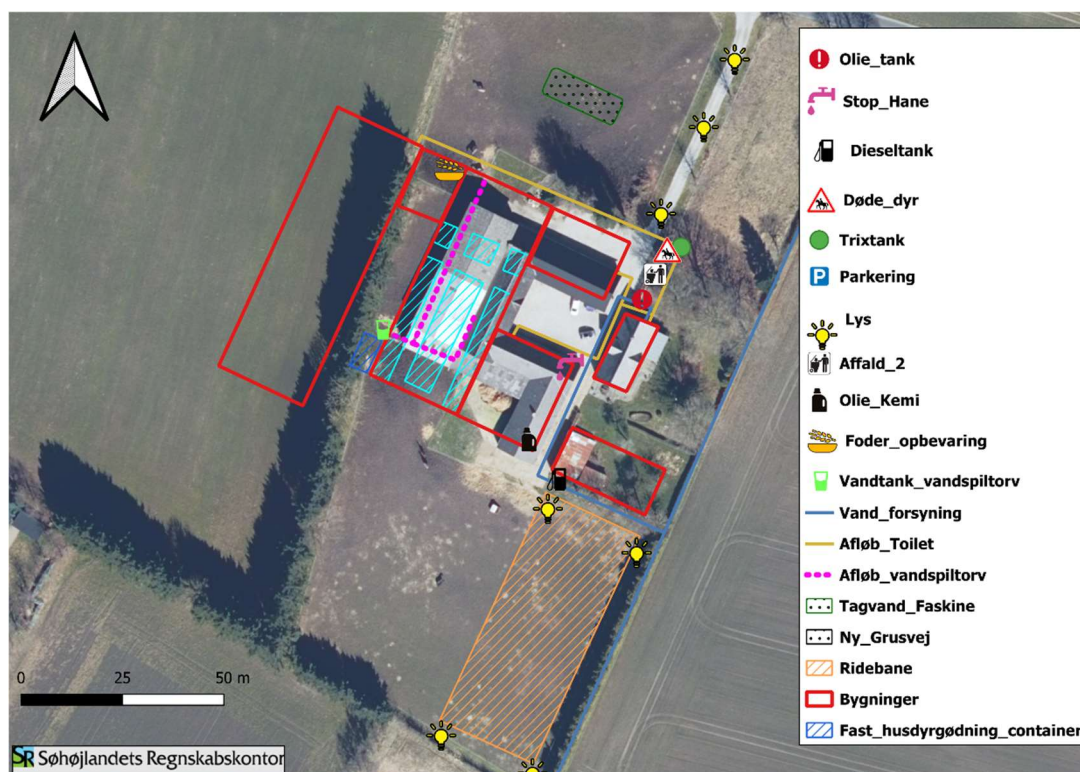 Olie_tank
Stop_Hane
Dieseltank
Døde_dyr
Trixtank
P Parkering
Lys
Affald_2
Olie_Kemi
Foder_opbevaring
Vandtank_vandspiltorv
Vand_forsyning
Afløb_Toilet
Afløb_vandspiltorv
Tagvand_Faskine
Ny_Grusvej
Ridebane
Bygninger
Fast_husdyrgødning_container
0 25 50 m
SR Søhøjlandets Regnskabskontor